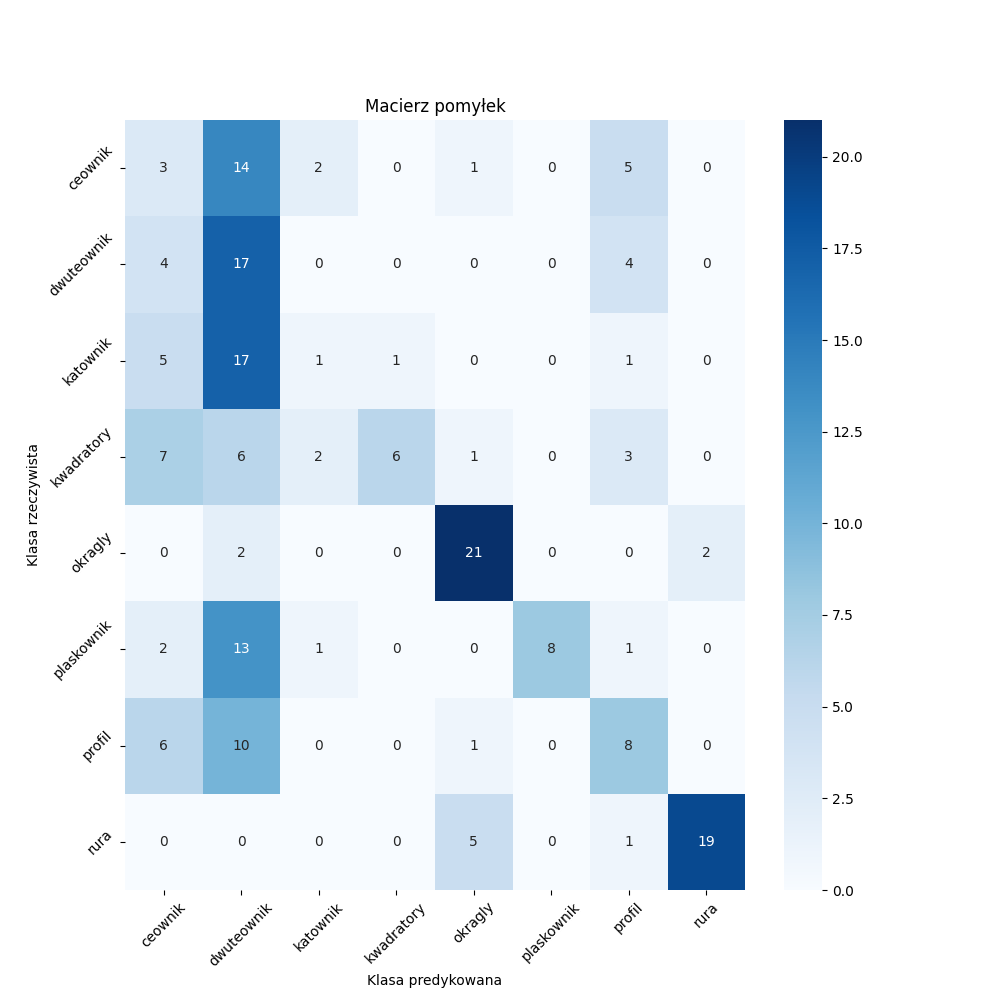 Macierz pomyłek
ceownik 3 14 2 0 1 0 5 0
dwuteownik 4 17 0 0 0 0 4 0
katownik 5 17 1 1 0 0 1 0
kwadratory 7 6 2 6 1 0 3 0
okragly 0 2 0 0 21 0 0 2
plaskownik 2 13 1 0 0 8 1 0
profil 6 10 0 0 1 0 8 0
rura 0 0 0 0 5 0 1 19
ceownik dwuteownik katownik kwadratory okragly plaskownik profil rura
Klasa predykowana
Klasa rzeczywista
20.0
17.5
15.0
12.5
10.0
7.5
5.0
2.5
0.0